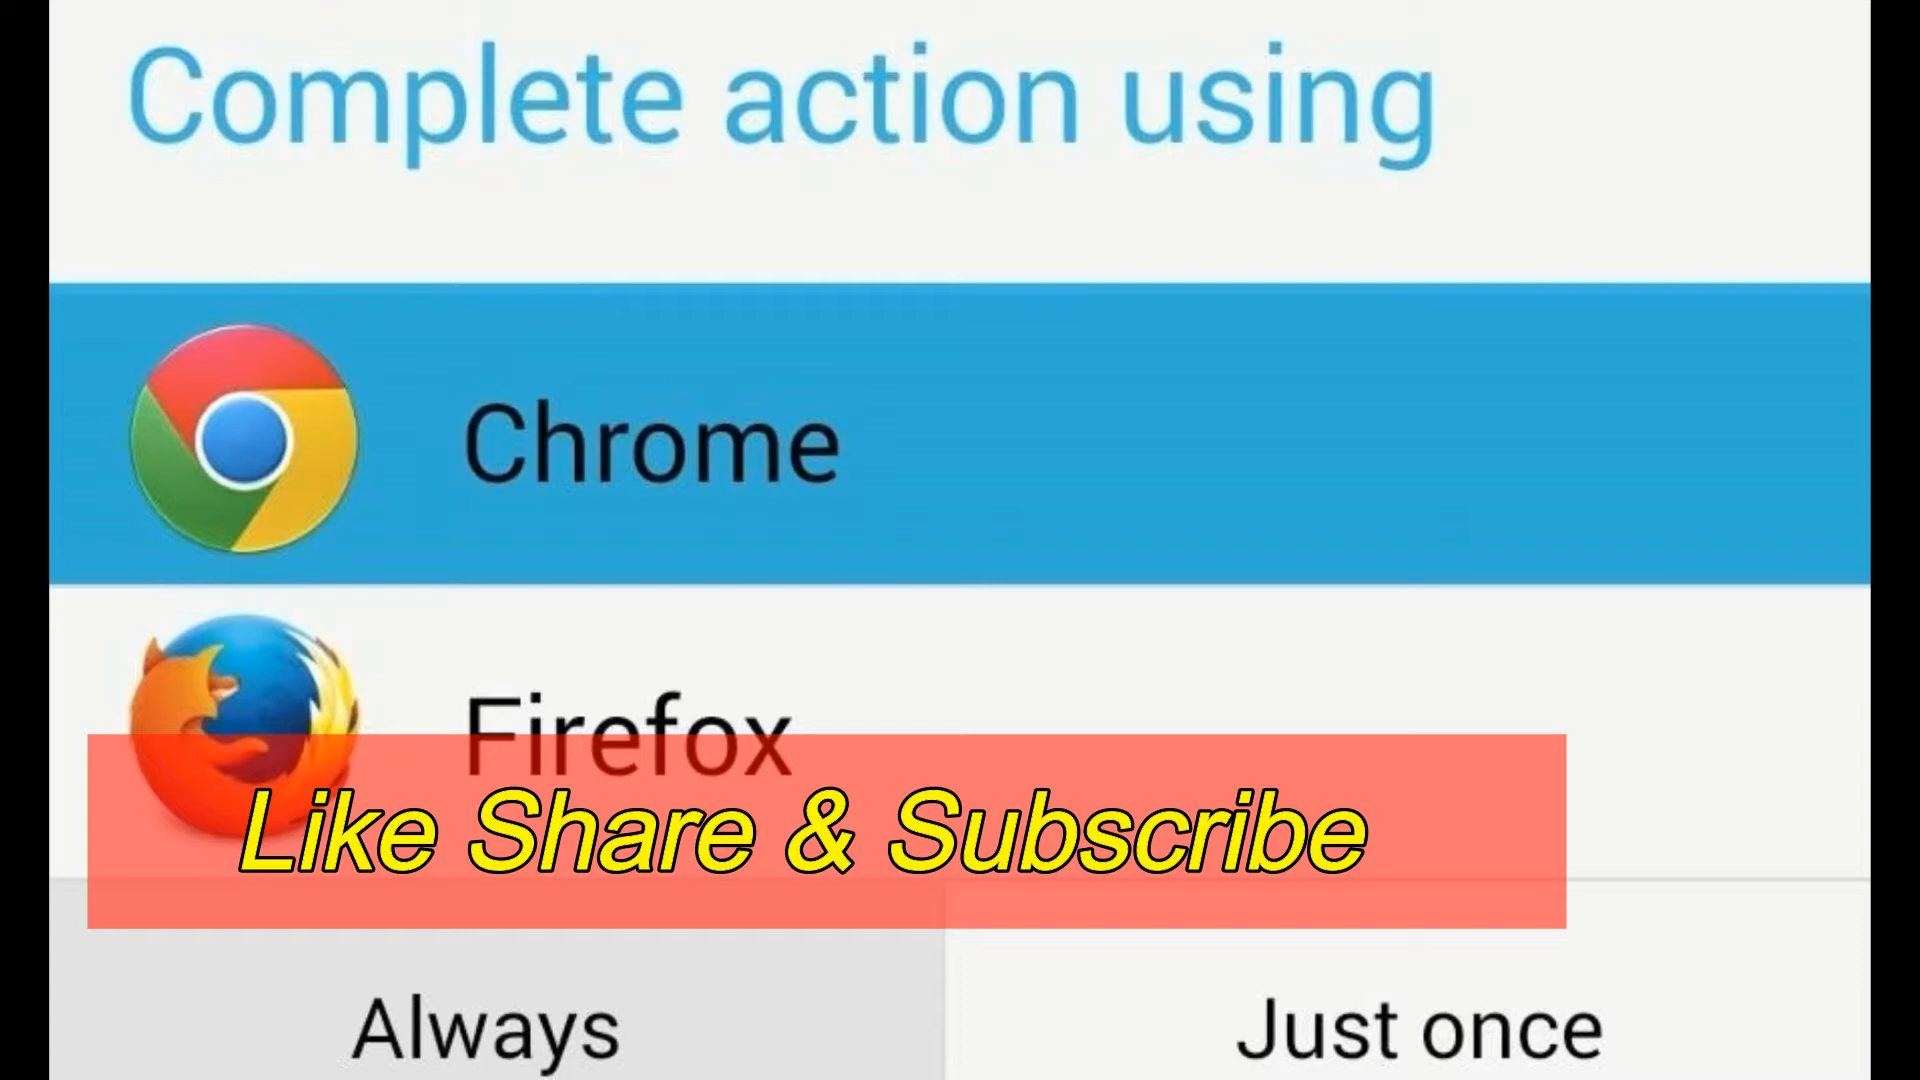 Complete action using
Chrome
Firefox
Like Share & Subscribe
Always
Just once